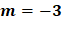 m = −3